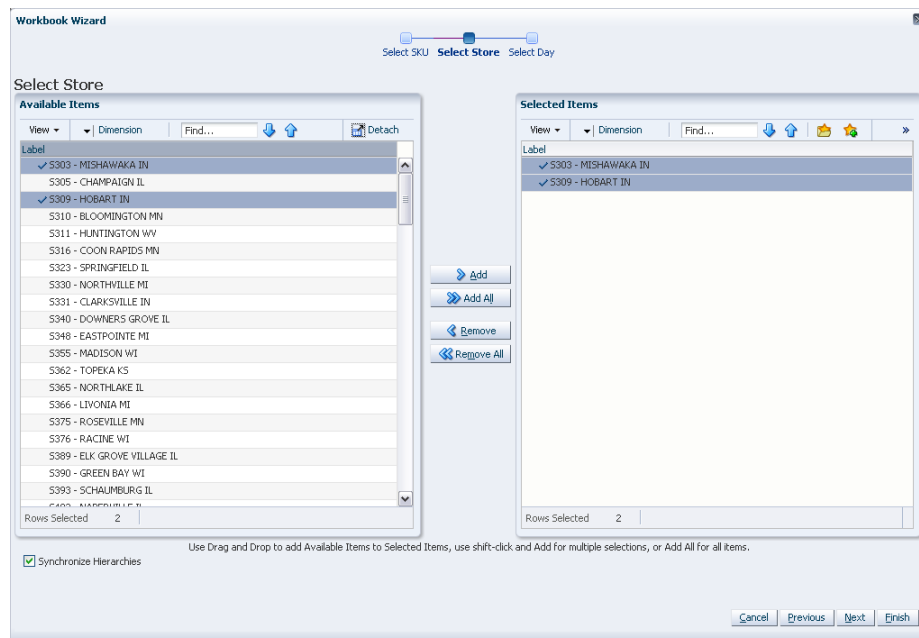 Workbook Wizard
Select SKU Select Store Select Day
Select Store
Available Items
View Dimension Find... Detach
Label
S303 - MISHAWAKA IN
S305 - CHAMPAIGN IL
S309 - HOBART IN
S310 - BLOOMINGTON MN
S311 - HUNTINGTON WV
S316 - COON RAPIDS MN
S323 - SPRINGFIELD IL
S330 - NORTHVILLE MI
S331 - CLARKSVILLE IN
S340 - DOWNERS GROVE IL
S348 - EASTPOINTE MI
S355 - MADISON WI
S362 - TOPEKA KS
S365 - NORTHLAKE IL
S366 - LIVONIA MI
S375 - ROSEVILLE MN
S376 - RACINE WI
S389 - ELK GROVE VILLAGE IL
S390 - GREEN BAY WI
S393 - SCHAUMBURG IL
Rows Selected 2
Add
Add All
Remove
Remove All
Selected Items
View Dimension Find... »
Label
S303 - MISHAWAKA IN
S309 - HOBART IN
Rows Selected 2
Use Drag and Drop to add Available Items to Selected Items, use shift-click and Add for multiple selections, or Add All for all items.
Synchronize Hierarchies
Cancel Previous Next Finish